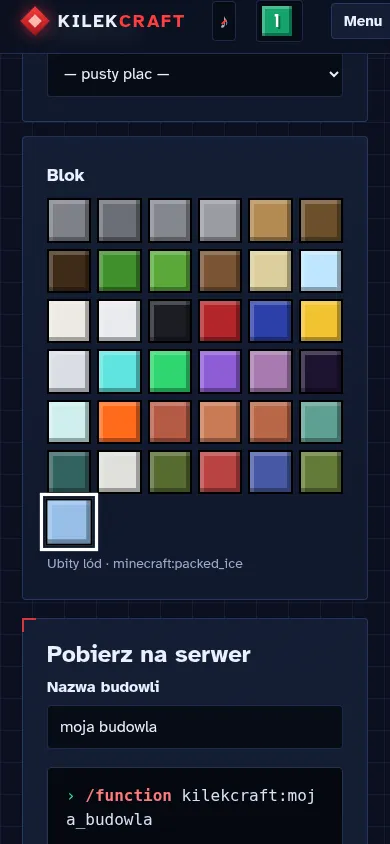 KILEKCRAFT
Menu
— pusty plac —
Blok
Ubity lód · minecraft:packed_ice
Pobierz na serwer
Nazwa budowli
moja budowla
› /function kilekcraft:moj
a_budowla